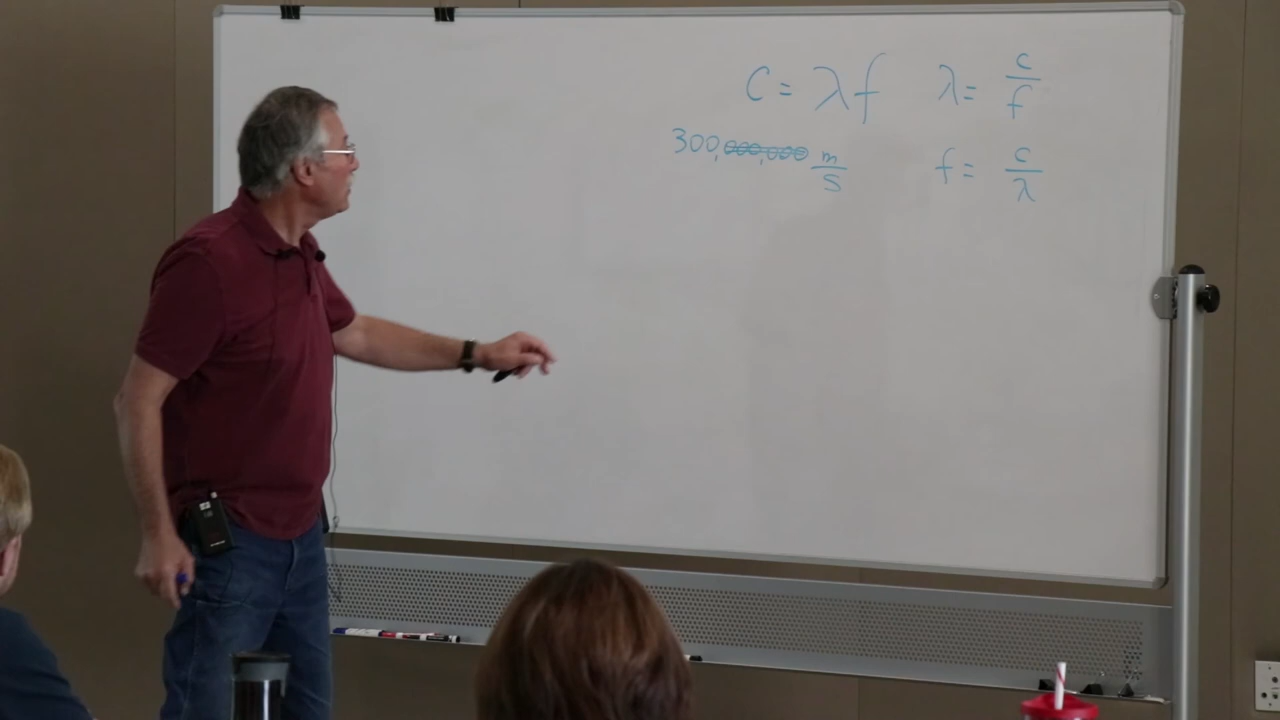 C = λf λ = c/f
300,000,000 m/s f = c/λ